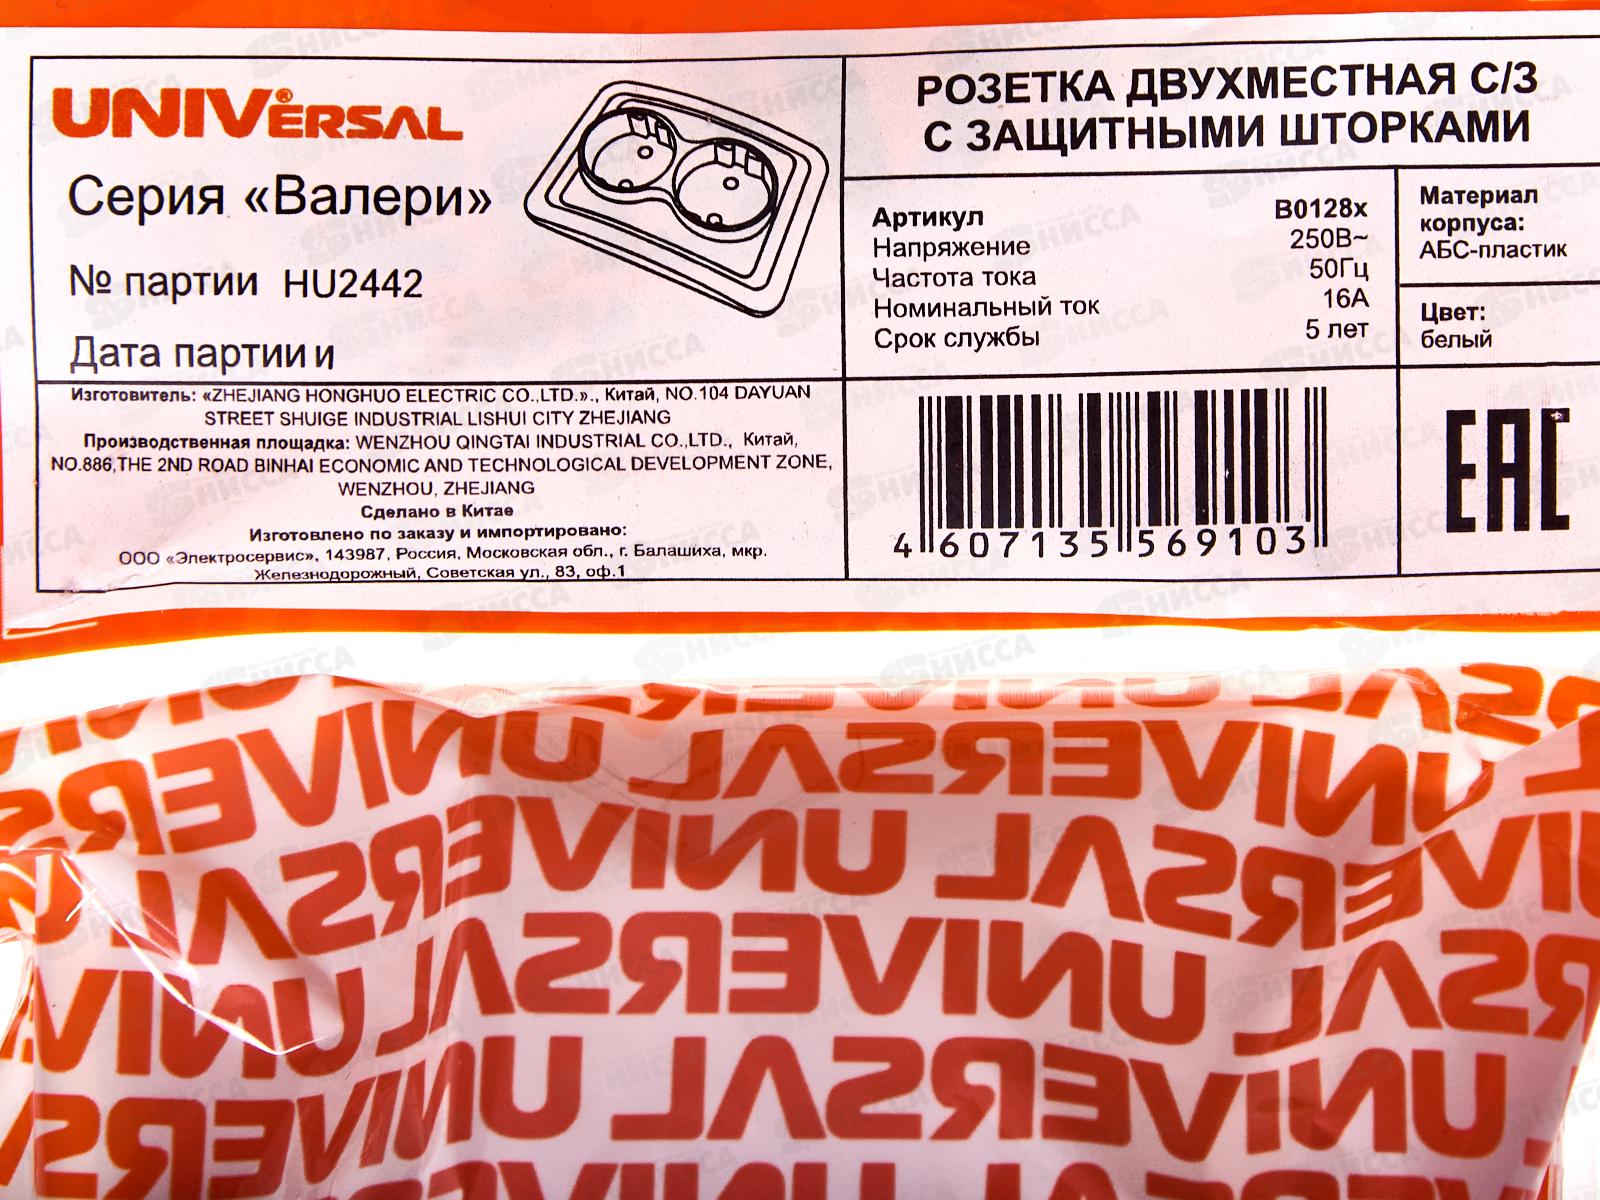 UNIVERSAL®
Серия «Валери»
№ партии HU2442
Дата партии и
Изготовитель: «ZHEJIANG HONGHUO ELECTRIC CO.,LTD.»., Китай, NO.104 DAYUAN
STREET SHUIGE INDUSTRIAL LISHUI CITY ZHEJIANG
Производственная площадка: WENZHOU QINGTAI INDUSTRIAL CO.,LTD., Китай,
NO.886,THE 2ND ROAD BINHAI ECONOMIC AND TECHNOLOGICAL DEVELOPMENT ZONE,
WENZHOU, ZHEJIANG
Сделано в Китае
Изготовлено по заказу и импортировано:
ООО «Электросервис», 143987, Россия, Московская обл., г. Балашиха, мкр.
Железнодорожный, Советская ул., 83, оф.1
РОЗЕТКА ДВУХМЕСТНАЯ С/З
С ЗАЩИТНЫМИ ШТОРКАМИ
Артикул B0128x
Напряжение 250В~
Частота тока 50Гц
Номинальный ток 16А
Срок службы 5 лет
Материал
корпуса:
АБС-пластик
Цвет:
белый
4 607135 569103
EAC
UNIVERSAL
UNIVERSAL UNIVERSAL
UNIVERSAL UNIVERSAL
UNIVERSAL UNIVERSAL
UNIVERSAL UNIVERSAL